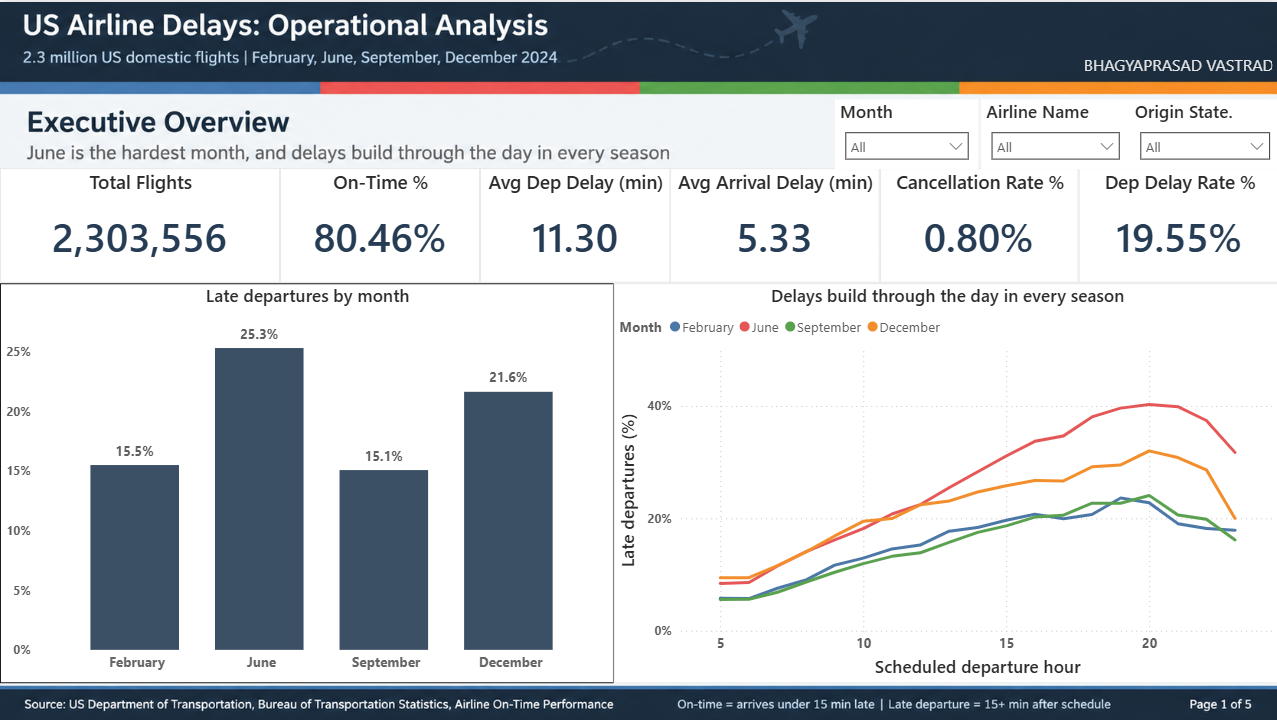 US Airline Delays: Operational Analysis
2.3 million US domestic flights | February, June, September, December 2024
BHAGYAPRASAD VASTRAD
Executive Overview
June is the hardest month, and delays build through the day in every season
Month
All
Airline Name
All
Origin State.
All
Total Flights
2,303,556
On-Time %
80.46%
Avg Dep Delay (min)
11.30
Avg Arrival Delay (min)
5.33
Cancellation Rate %
0.80%
Dep Delay Rate %
19.55%
Late departures by month
25%
20%
15%
10%
5%
0%
15.5%
25.3%
15.1%
21.6%
February
June
September
December
Delays build through the day in every season
Month February June September December
Late departures (%)
40%
20%
0%
5
10
15
20
Scheduled departure hour
Source: US Department of Transportation, Bureau of Transportation Statistics, Airline On-Time Performance
On-time = arrives under 15 min late | Late departure = 15+ min after schedule
Page 1 of 5